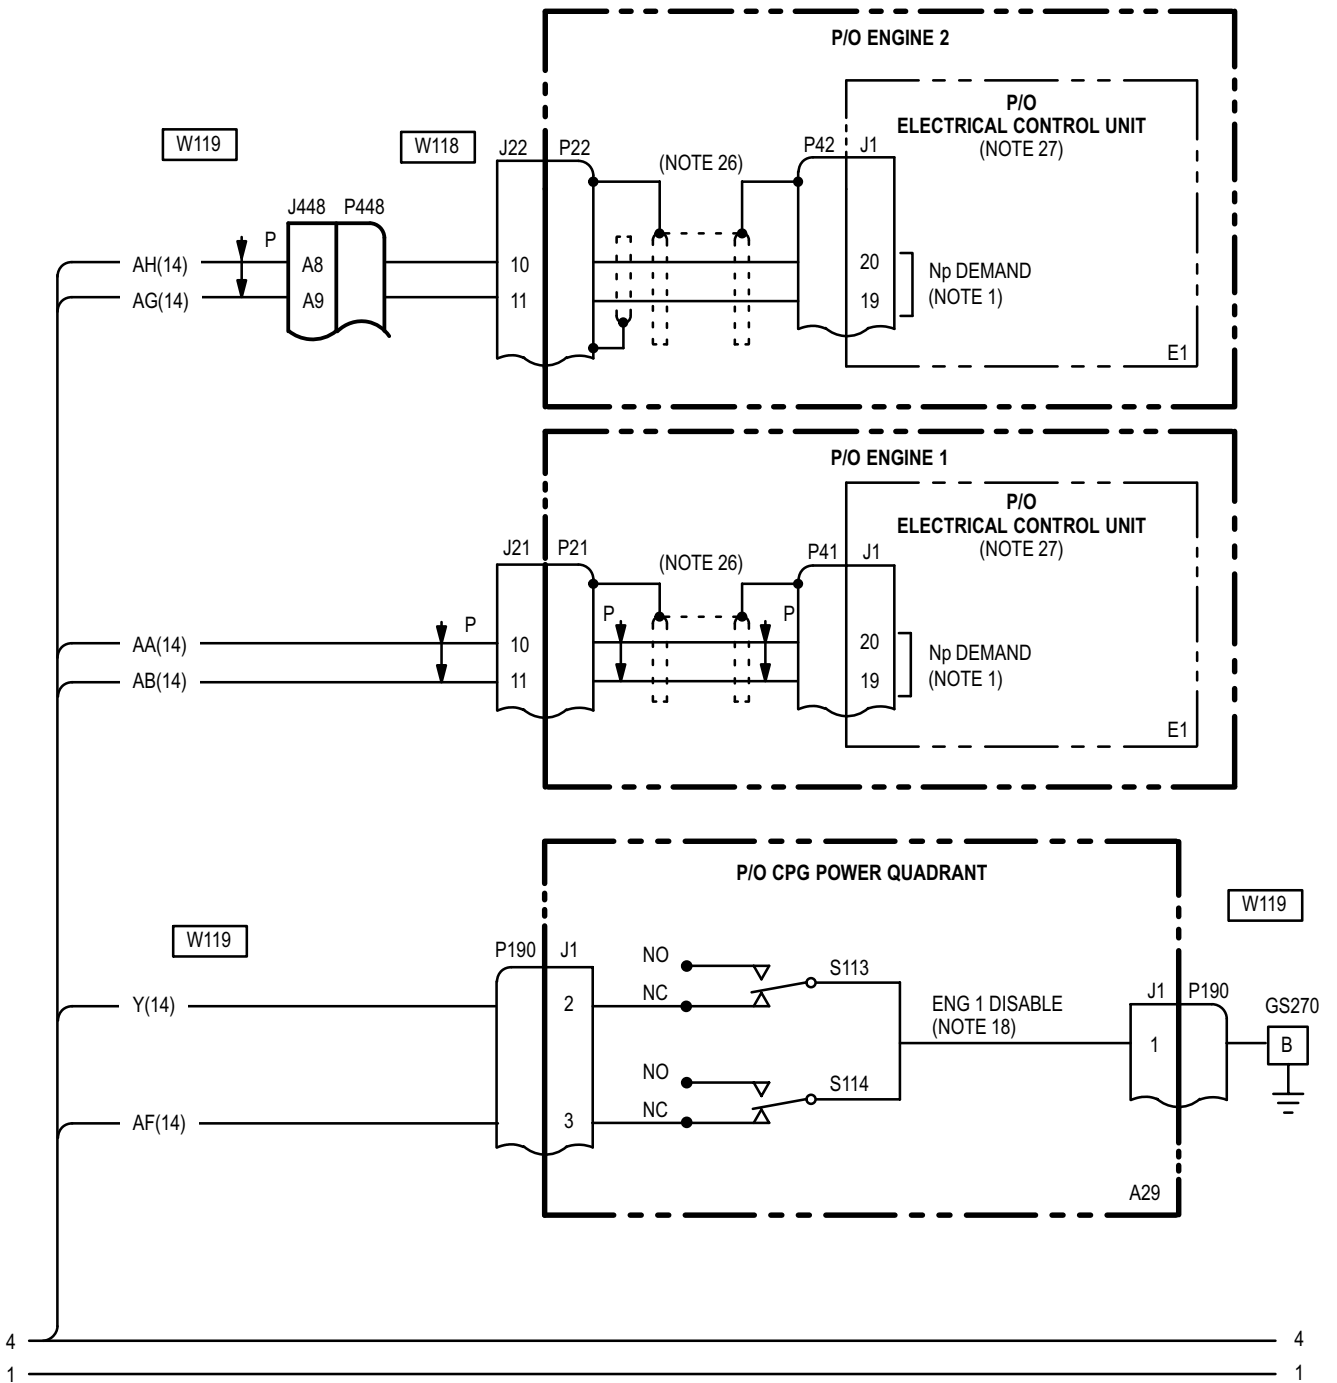 P/O ENGINE 2
P/O
ELECTRICAL CONTROL UNIT
(NOTE 27)
W119
W118
J22 P22
(NOTE 26)
P42 J1
J448 P448
P
AH(14)
A8
10
20
Np DEMAND
(NOTE 1)
AG(14)
A9
11
19
E1
P/O ENGINE 1
P/O
ELECTRICAL CONTROL UNIT
(NOTE 27)
J21 P21
(NOTE 26)
P41 J1
P
P
P
AA(14)
10
20
Np DEMAND
(NOTE 1)
AB(14)
11
19
E1
P/O CPG POWER QUADRANT
W119
W119
P190 J1
NO
S113
Y(14)
2
NC
ENG 1 DISABLE
(NOTE 18)
J1 P190
GS270
1
B
NO
S114
AF(14)
3
NC
A29
4
4
1
1